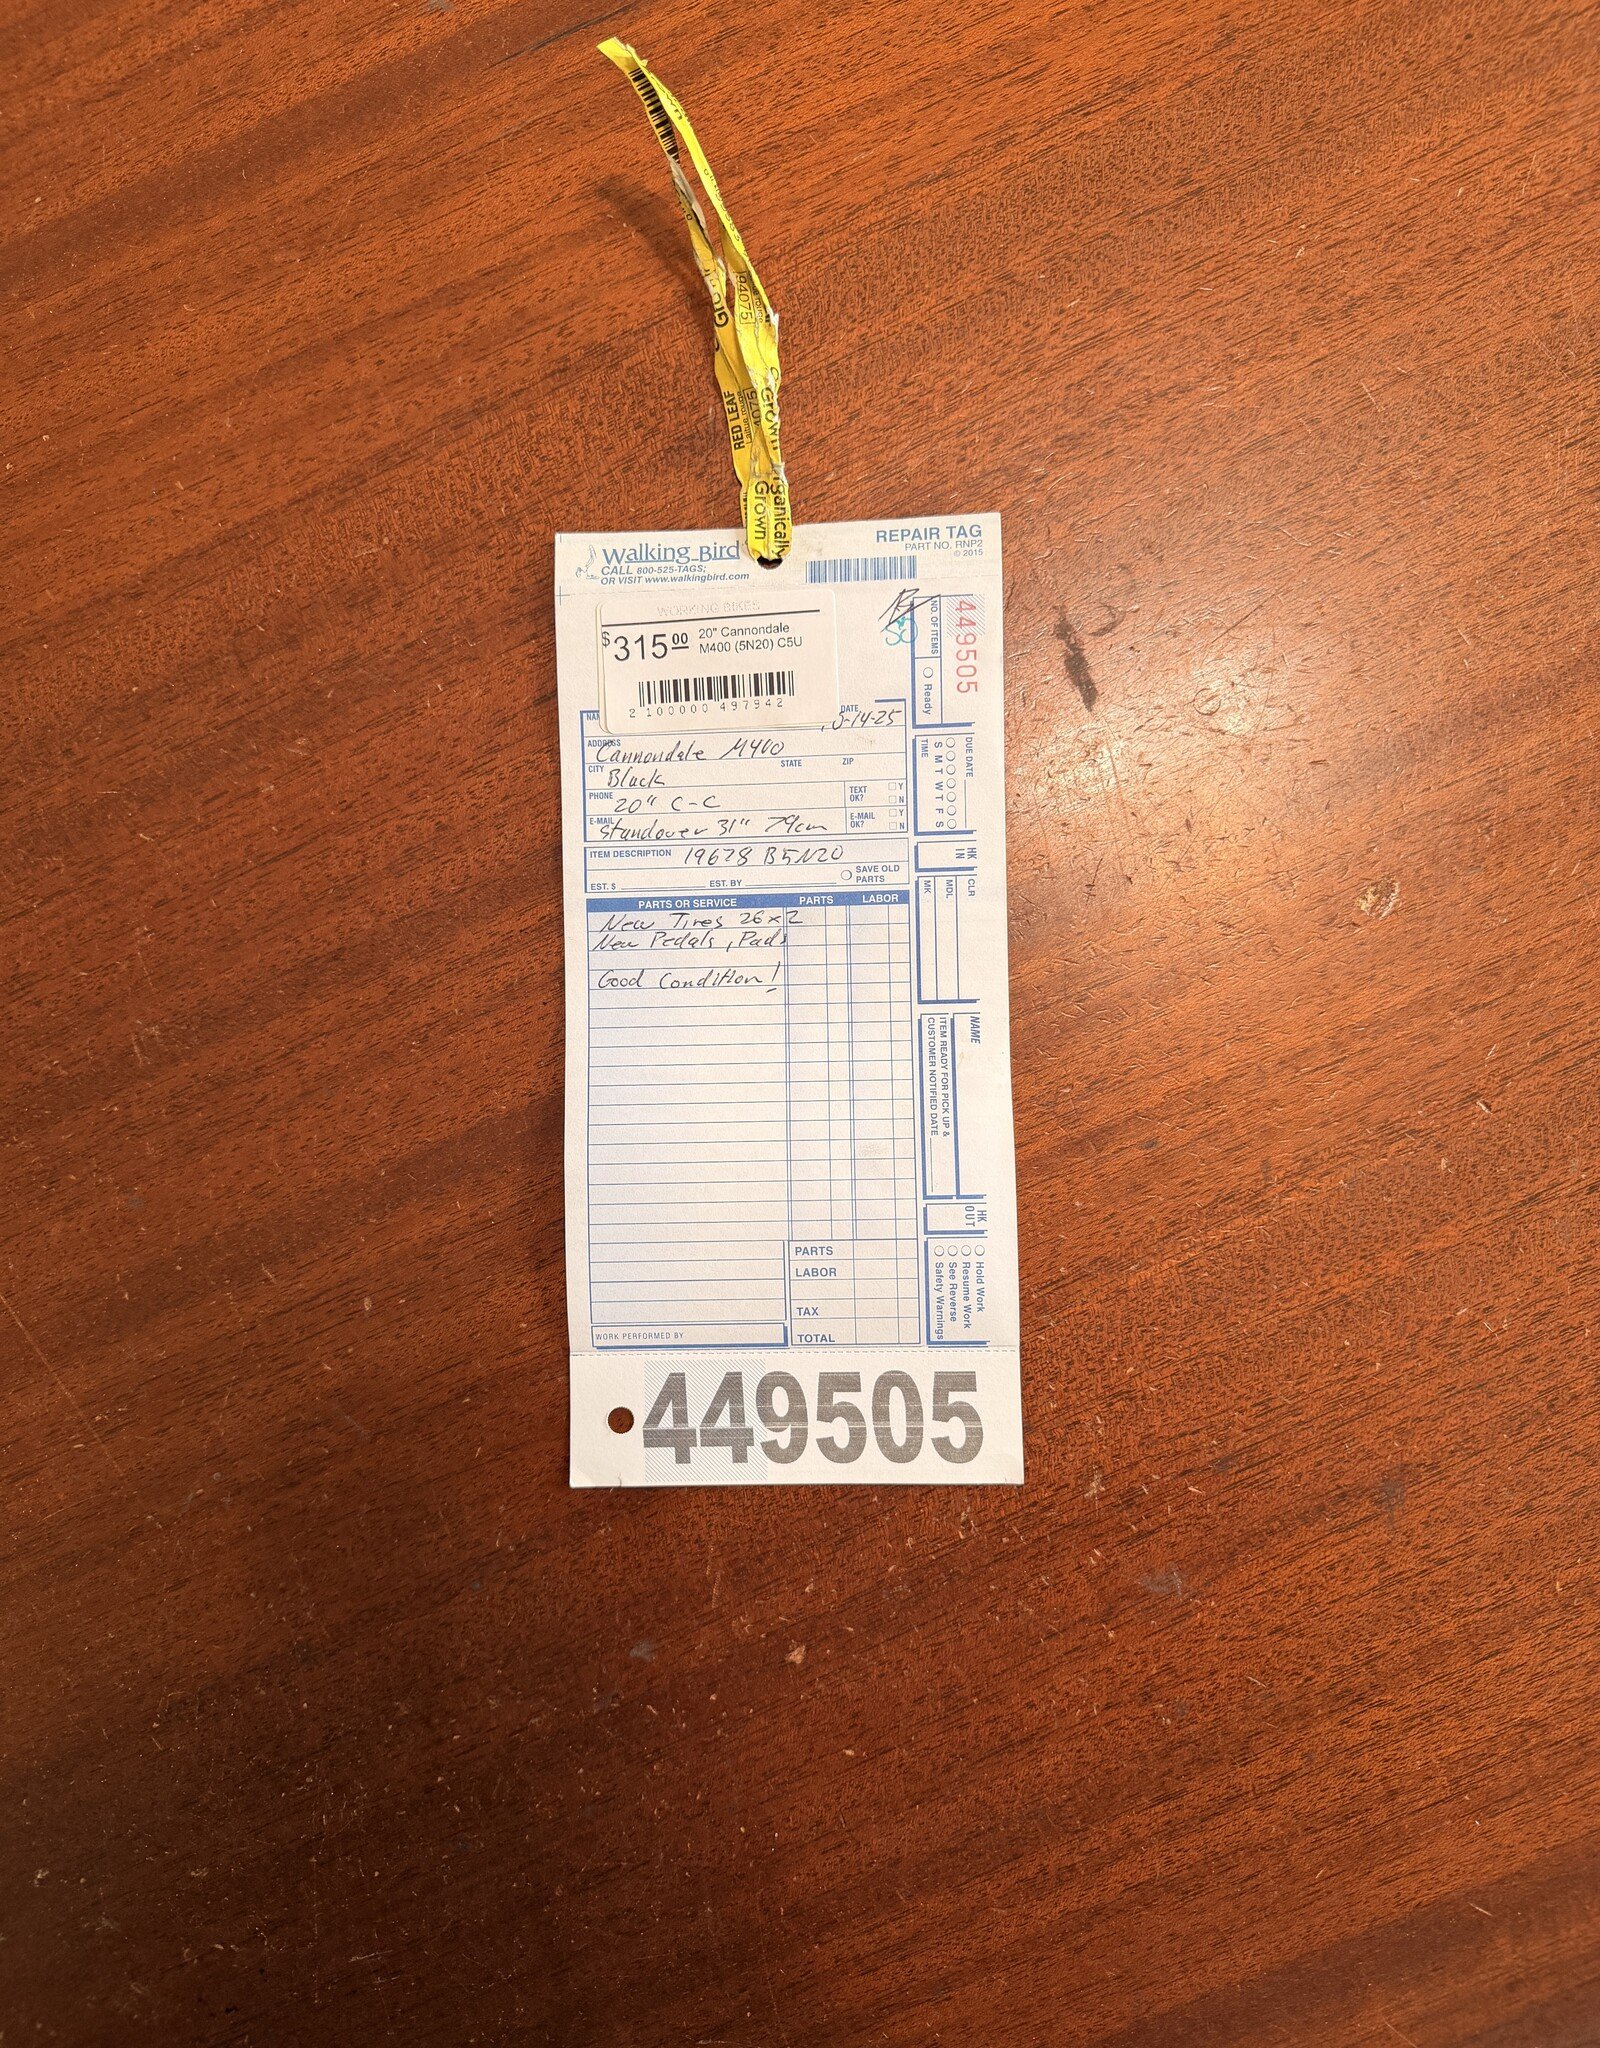 Organically
Grown
Grown
RED LEAF
94075
REPAIR TAG
PART NO. RNP2
© 2015
Walking Bird
CALL 800-525-TAGS;
OR VISIT www.walkingbird.com
WORKING BIKES
$315.00 20" Cannondale
M400 (5N20) C5U
2 100000 497942
449505
NO. OF ITEMS
Ready
DATE -14-25
ADDRESS Cannondale M400
CITY Black STATE ZIP
PHONE 20" C-C TEXT OK? Y N
E-MAIL Standover 31" 79cm E-MAIL OK? Y N
ITEM DESCRIPTION 19678 B5N20
EST. $ EST. BY SAVE OLD PARTS
PARTS OR SERVICE PARTS LABOR
New Tires 26x2
New Pedals, Pads
Good Condition!
DUE DATE
S M T W T F S
TIME
HK IN
CLR
MDL
MK
NAME
ITEM READY FOR PICK UP &
CUSTOMER NOTIFIED DATE
HK OUT
Hold Work
Resume Work
See Reverse
Safety Warnings
PARTS
LABOR
TAX
TOTAL
WORK PERFORMED BY
449505